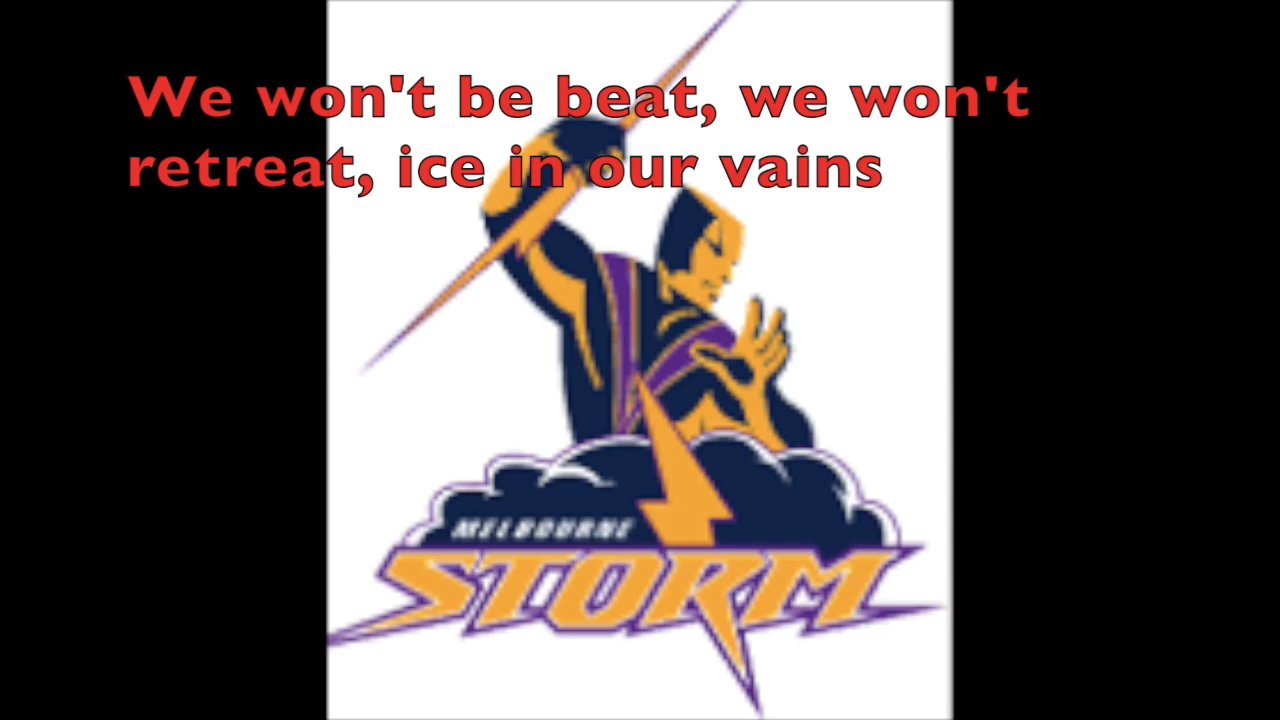 We won't be beat, we won't
retreat, ice in our vains
MELBOURNE
STORM